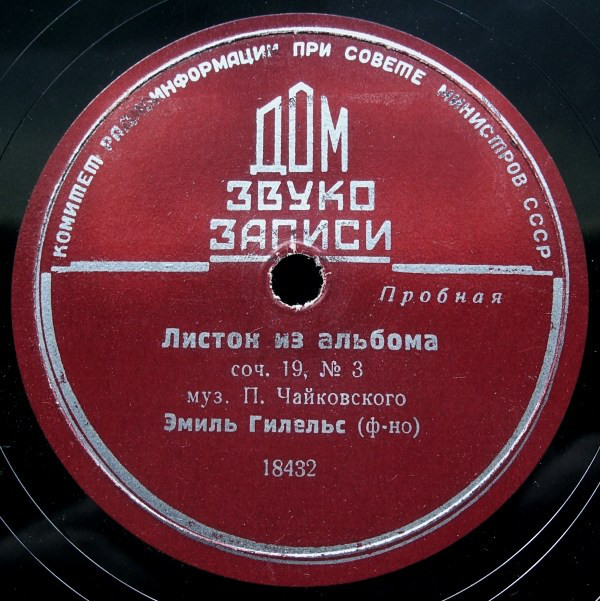 КОМИТЕТ РАДИОИНФОРМАЦИИ ПРИ СОВЕТЕ МИНИСТРОВ СССР
ДОМ
ЗВУКО
ЗАПИСИ
Пробная
Листок из альбома
соч. 19, № 3
муз. П. Чайковского
Эмиль Гилельс (ф-но)
18432